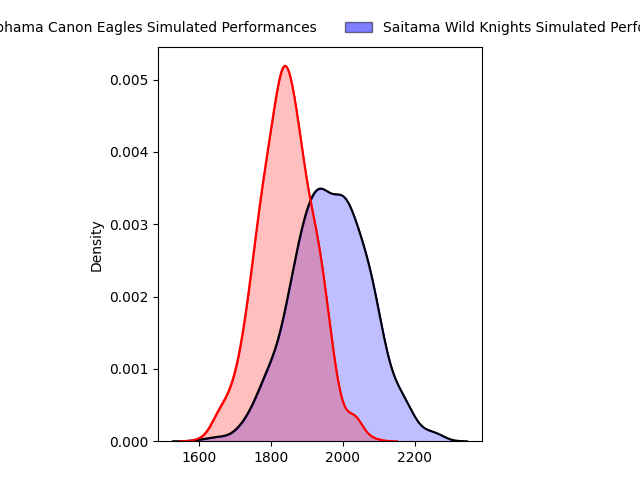 ohama Canon Eagles Simulated Performances
Saitama Wild Knights Simulated Perfo
0.005
0.004
0.003
0.002
0.001
0.000
Density
1600 1800 2000 2200